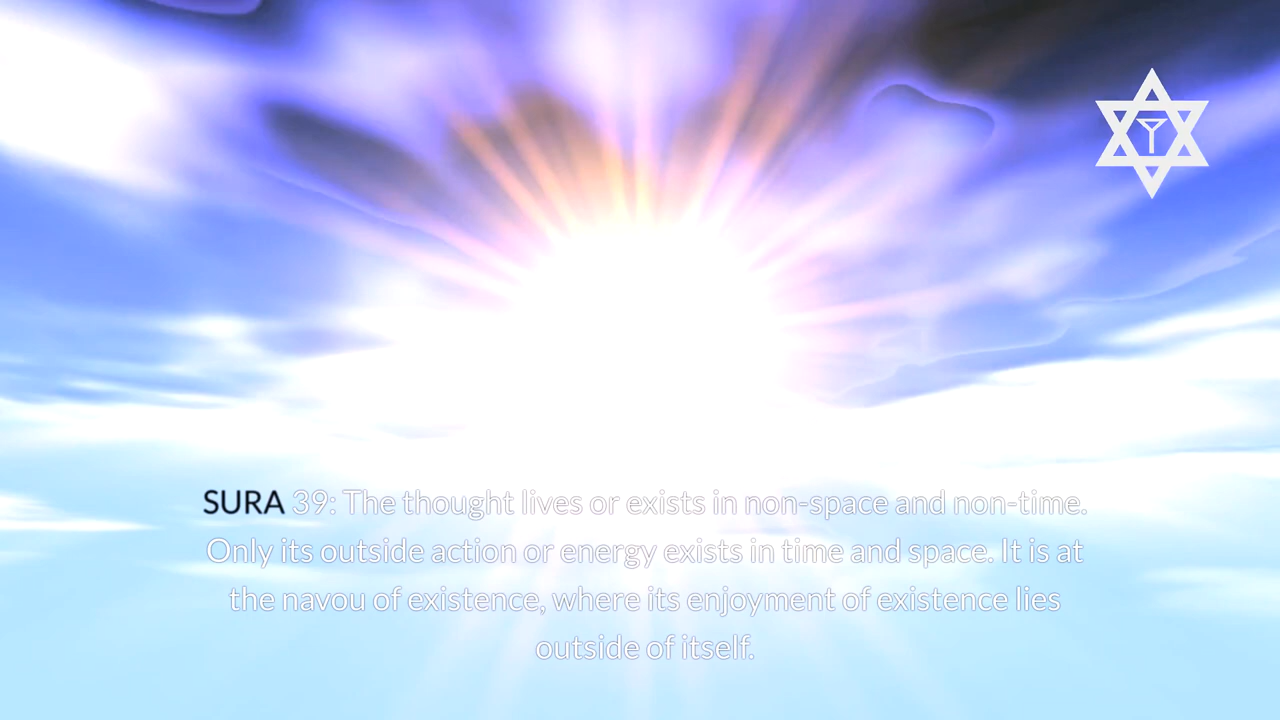 SURA 39: The thought lives or exists in non-space and non-time.
Only its outside action or energy exists in time and space. It is at
the navou of existence, where its enjoyment of existence lies
outside of itself.